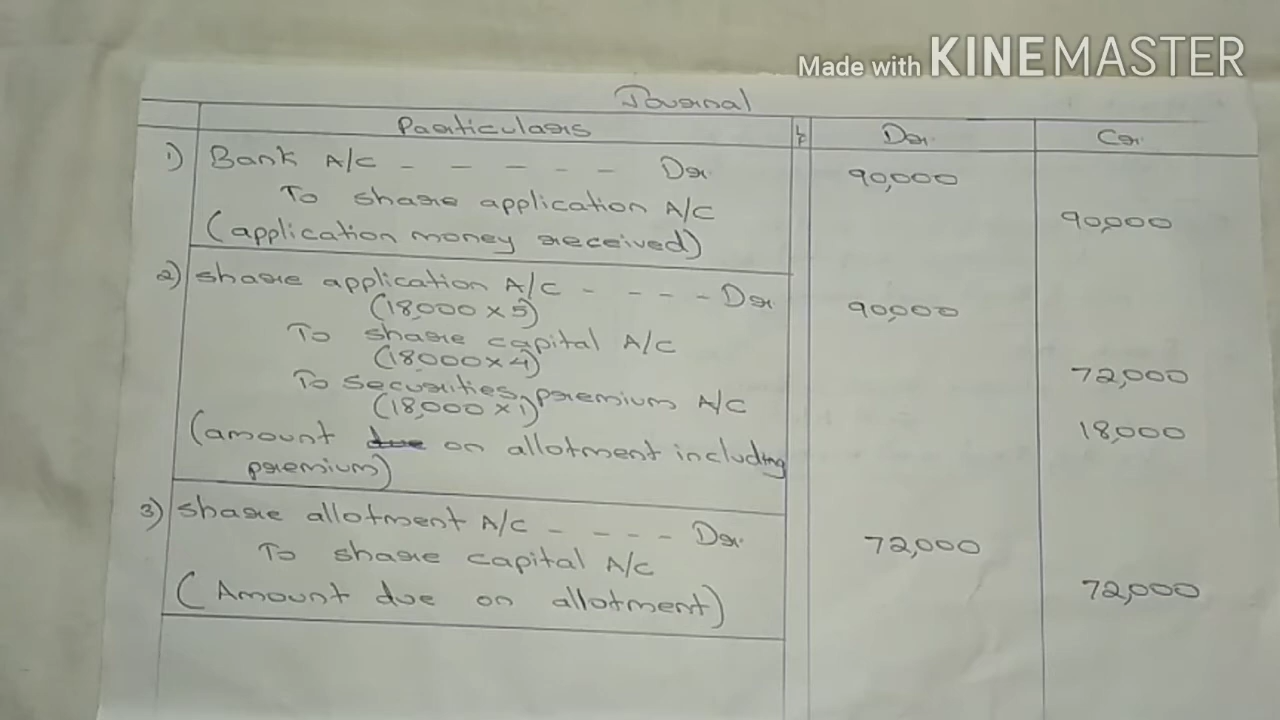 Made with KINEMASTER
Journal
Particulars LF Dr. Cr.
1) Bank A/C - - - - - Dr. 90,000
To share application A/C 90,000
(application money received)
2) share application A/C - - - - Dr 90,000
(18,000 x 5)
To share capital A/C
(18,000 x 4) 72,000
To securities premium A/C
(18,000 x 1) 18,000
(amount due on allotment including
premium)
3) share allotment A/C - - - - Dr. 72,000
To share capital A/C
(Amount due on allotment) 72,000